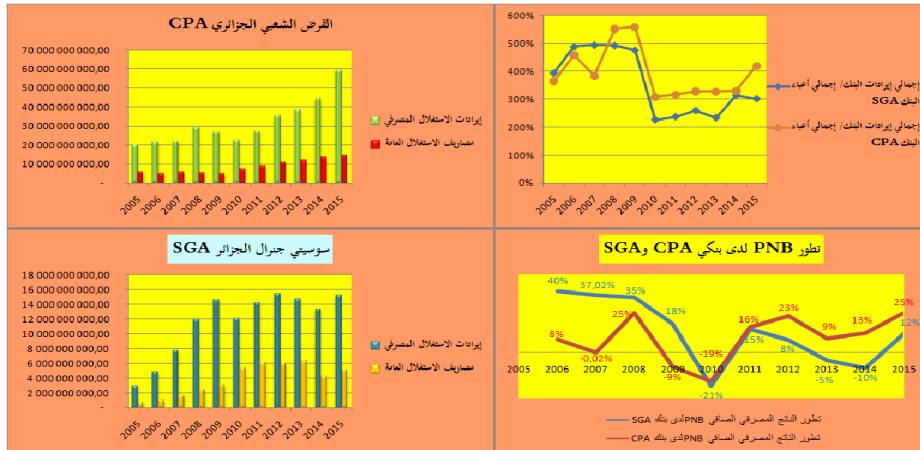 القرض الشعبي الجزائري CPA
70 000 000 000,00
60 000 000 000,00
50 000 000 000,00
40 000 000 000,00
30 000 000 000,00
20 000 000 000,00
10 000 000 000,00
-
2005 2006 2007 2008 2009 2010 2011 2012 2013 2014 2015
إيرادات الاستغلال المصرفي
مصاريف الاستغلال العامة
600%
500%
400%
300%
200%
100%
0%
2005 2006 2007 2008 2009 2010 2011 2012 2013 2014 2015
إجمالي إيرادات البنك/ إجمالي أعباء
البنك SGA
إجمالي إيرادات البنك/ إجمالي أعباء
البنك CPA
سوسيتي جنرال الجزائر SGA
18 000 000 000,00
16 000 000 000,00
14 000 000 000,00
12 000 000 000,00
10 000 000 000,00
8 000 000 000,00
6 000 000 000,00
4 000 000 000,00
2 000 000 000,00
-
2005 2006 2007 2008 2009 2010 2011 2012 2013 2014 2015
إيرادات الاستغلال المصرفي
مصاريف الاستغلال العامة
تطور PNB لدى بنكي CPA وSGA
40% 37,02% 35% 18% -21% 15% 8% -5% -10% 12%
8% -0,02% 25% -9% -19% 16% 23% 9% 13% 25%
2005 2006 2007 2008 2009 2010 2011 2012 2013 2014 2015
تطور الناتج المصرفي الصافي PNB لدى بنك SGA
تطور الناتج المصرفي الصافي PNB لدى بنك CPA